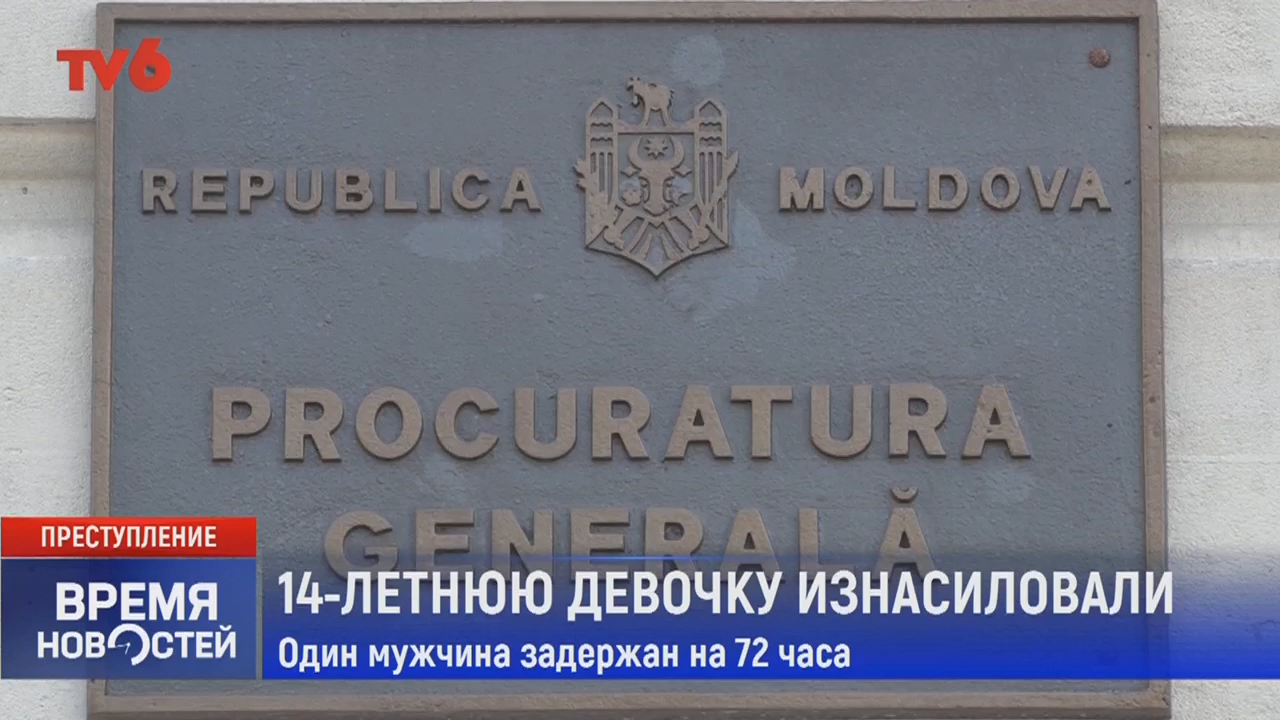 TV6
REPUBLICA MOLDOVA
PROCURATURA
GENERALĂ
ПРЕСТУПЛЕНИЕ
ВРЕМЯ
НОВОСТЕЙ
14-ЛЕТНЮЮ ДЕВОЧКУ ИЗНАСИЛОВАЛИ
Один мужчина задержан на 72 часа